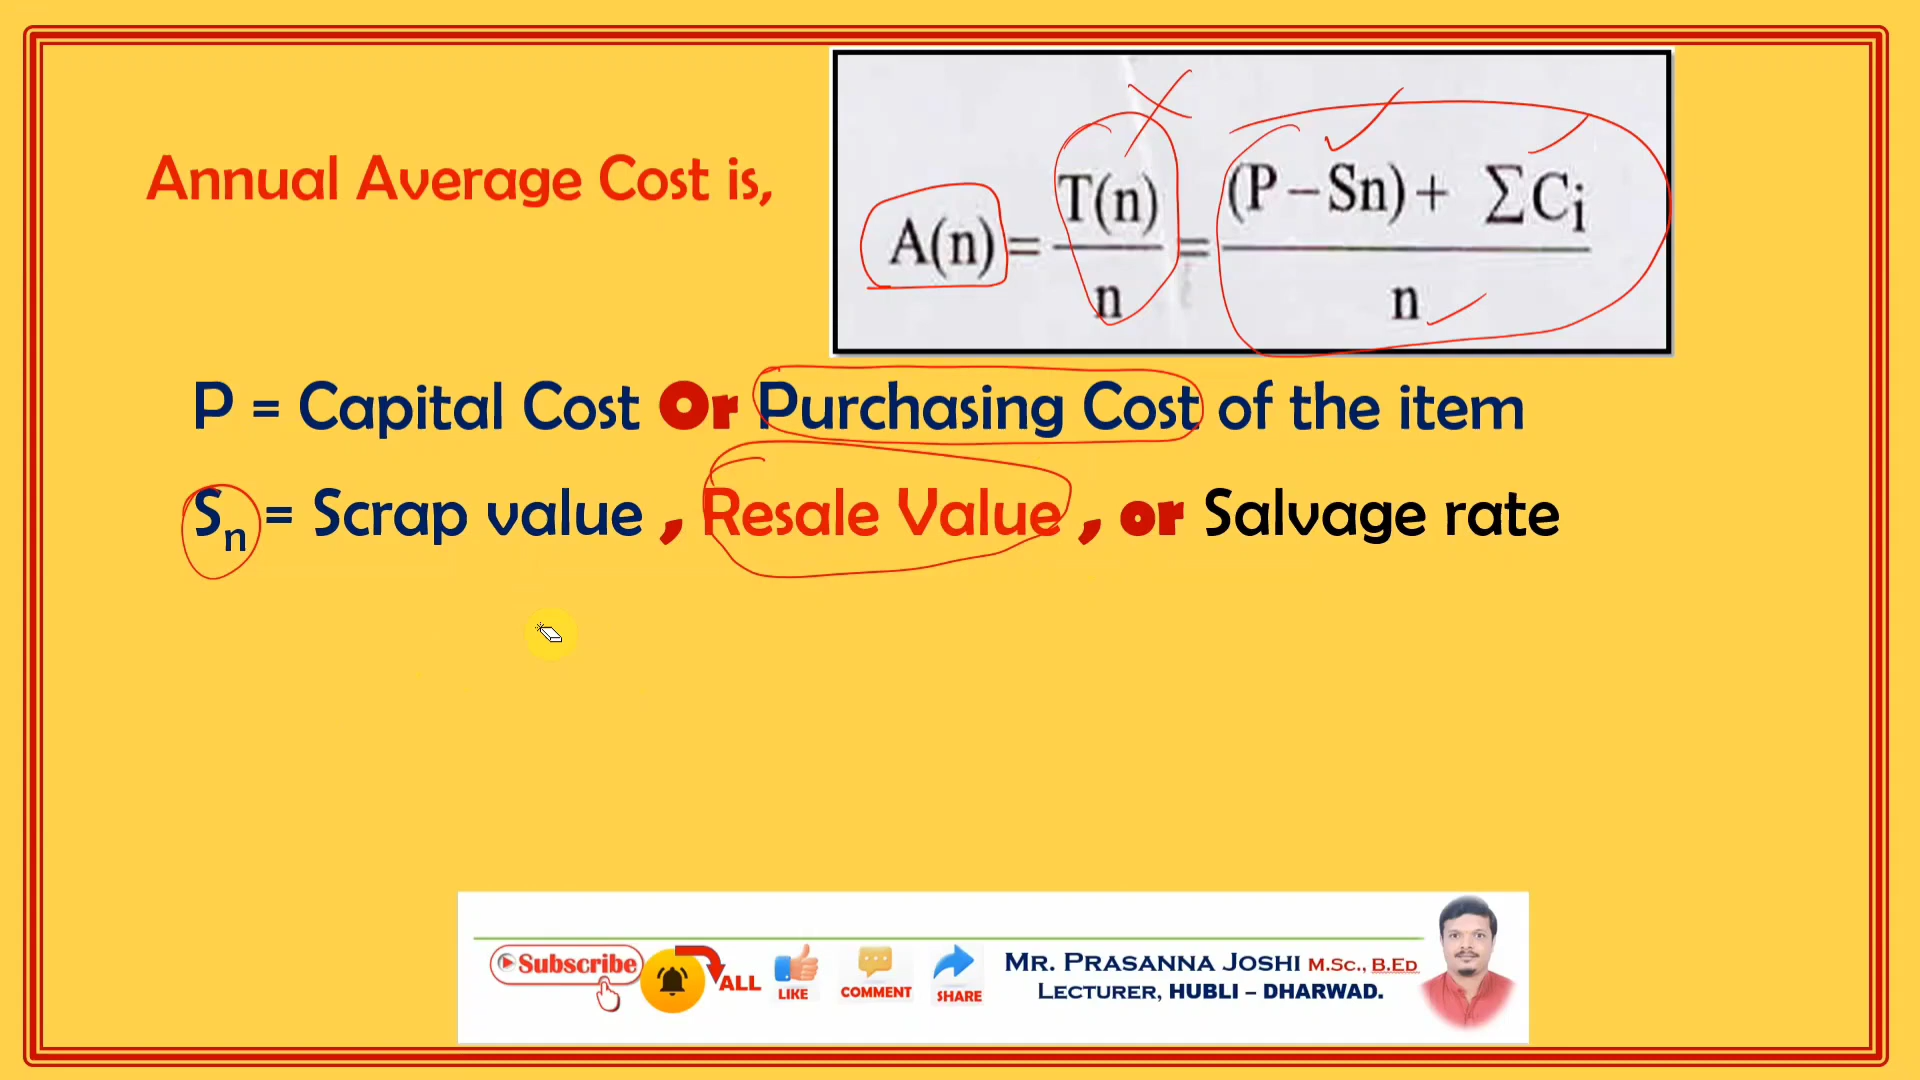 Annual Average Cost is,
A(n) = T(n)/n = (P - Sn) + ΣCi / n
P = Capital Cost Or Purchasing Cost of the item
Sn = Scrap value , Resale Value , or Salvage rate
Subscribe
ALL
LIKE
COMMENT
SHARE
MR. PRASANNA JOSHI M.SC., B.ED
LECTURER, HUBLI – DHARWAD.